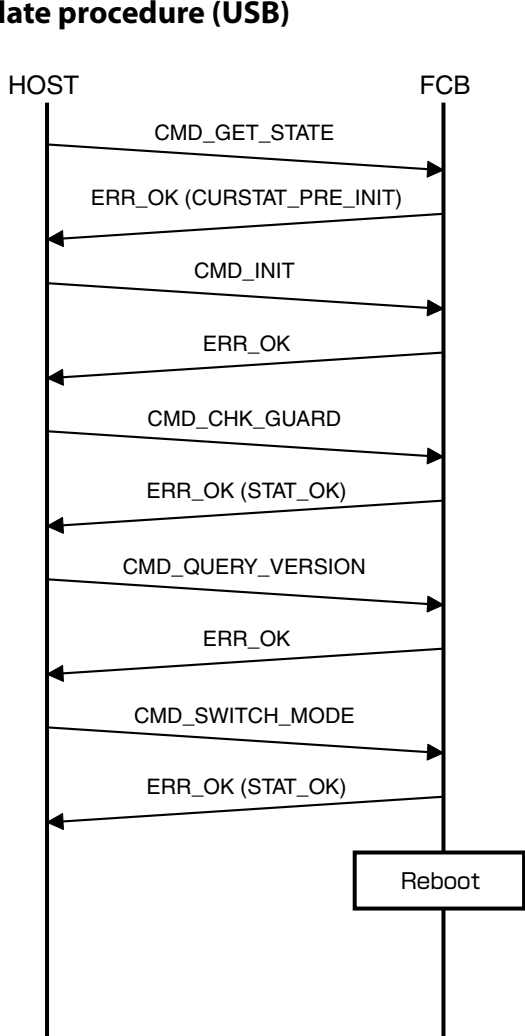 late procedure (USB)
HOST FCB
CMD_GET_STATE
ERR_OK (CURSTAT_PRE_INIT)
CMD_INIT
ERR_OK
CMD_CHK_GUARD
ERR_OK (STAT_OK)
CMD_QUERY_VERSION
ERR_OK
CMD_SWITCH_MODE
ERR_OK (STAT_OK)
Reboot